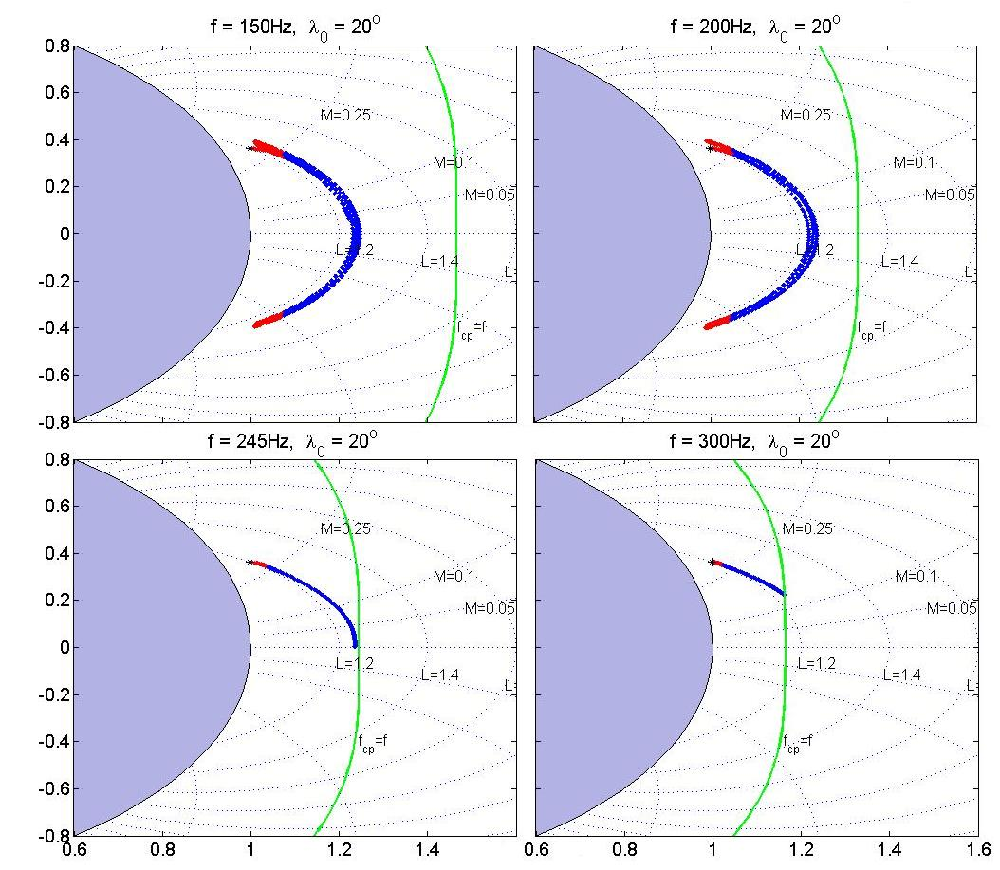 f = 150Hz, λ0 = 20o
f = 200Hz, λ0 = 20o
0.8
0.6
0.4
0.2
0
-0.2
-0.4
-0.6
-0.8
M=0.25
M=0.1
M=0.05
L=1.2
L=1.4
L=
fcp=f
M=0.25
M=0.1
M=0.05
L=1.2
L=1.4
L=
fcp=f
f = 245Hz, λ0 = 20o
f = 300Hz, λ0 = 20o
0.8
0.6
0.4
0.2
0
-0.2
-0.4
-0.6
-0.8
M=0.25
M=0.1
M=0.05
L=1.2
L=1.4
L=
fcp=f
M=0.25
M=0.1
M=0.05
L=1.2
L=1.4
L=
fcp=f
0.6 0.8 1 1.2 1.4
0.6 0.8 1 1.2 1.4 1.6